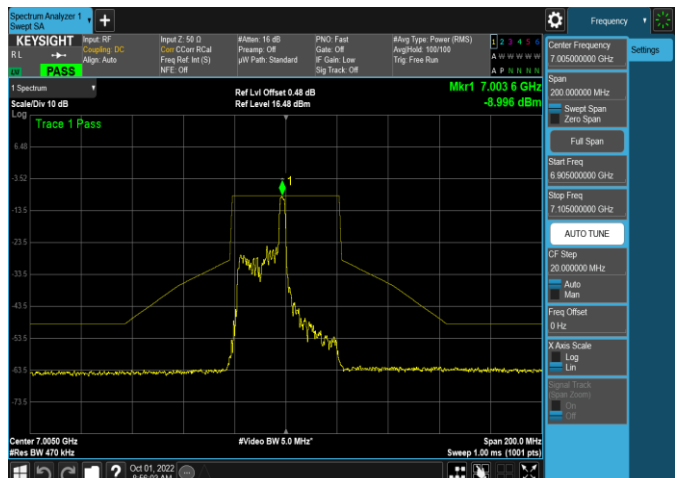 Spectrum Analyzer 1
Swept SA
Frequency
KEYSIGHT
RL
LW
PASS
Input: RF
Coupling: DC
Align: Auto
Input Z: 50 Ω
Corr CCorr RCal
Freq Ref: Int (S)
NFE: Off
#Atten: 16 dB
Preamp: Off
µW Path: Standard
PNO: Fast
Gate: Off
IF Gain: Low
Sig Track: Off
#Avg Type: Power (RMS)
Avg|Hold: 100/100
Trig: Free Run
1 2 3 4 5 6
A W W W W W
A P N N N N
Center Frequency
7.005000000 GHz
Settings
Span
200.000000 MHz
Swept Span
Zero Span
Full Span
Start Freq
6.905000000 GHz
Stop Freq
7.105000000 GHz
AUTO TUNE
CF Step
20.000000 MHz
Auto
Man
Freq Offset
0 Hz
X Axis Scale
Log
Lin
Signal Track
(Span Zoom)
On
Off
1 Spectrum
Scale/Div 10 dB
Ref Lvl Offset 0.48 dB
Ref Level 16.48 dBm
Mkr1 7.003 6 GHz
-8.996 dBm
Log
Trace 1 Pass
1
6.48
-3.52
-13.5
-23.5
-33.5
-43.5
-53.5
-63.5
-73.5
Center 7.0050 GHz
#Res BW 470 kHz
#Video BW 5.0 MHz*
Span 200.0 MHz
Sweep 1.00 ms (1001 pts)
?
Oct 01, 2022